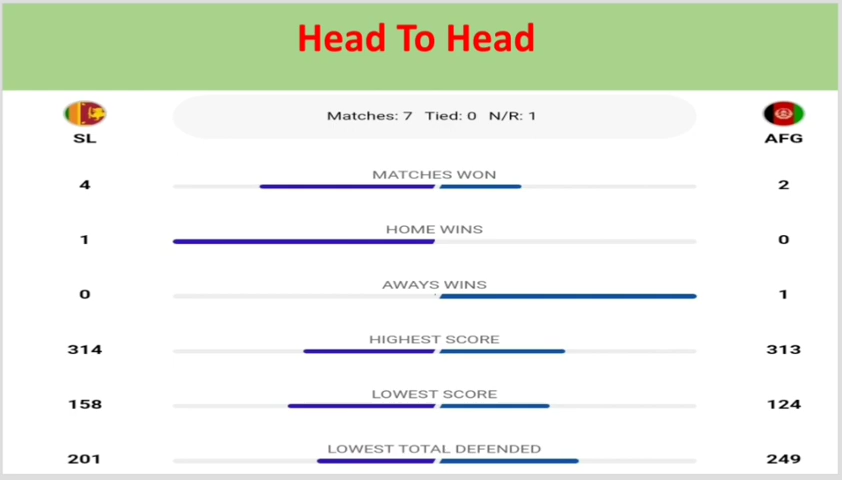 Head To Head
Matches: 7 Tied: 0 N/R: 1
SL
AFG
MATCHES WON
4 2
HOME WINS
1 0
AWAYS WINS
0 1
HIGHEST SCORE
314 313
LOWEST SCORE
158 124
LOWEST TOTAL DEFENDED
201 249